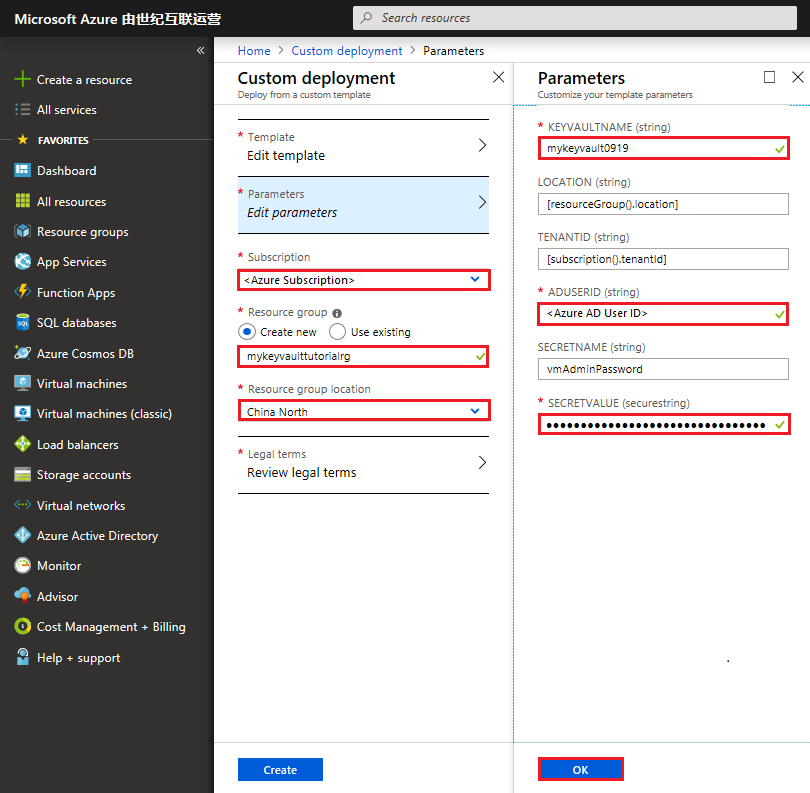 Microsoft Azure 由世纪互联运营
Search resources
«
Create a resource
All services
FAVORITES
Dashboard
All resources
Resource groups
App Services
Function Apps
SQL databases
Azure Cosmos DB
Virtual machines
Virtual machines (classic)
Load balancers
Storage accounts
Virtual networks
Azure Active Directory
Monitor
Advisor
Cost Management + Billing
Help + support
Home > Custom deployment > Parameters
Custom deployment
Deploy from a custom template
* Template
Edit template
* Parameters
Edit parameters
* Subscription
<Azure Subscription>
* Resource group
Create new Use existing
mykeyvaulttutorialrg
* Resource group location
China North
* Legal terms
Review legal terms
Create
Parameters
Customize your template parameters
* KEYVAULTNAME (string)
mykeyvault0919
LOCATION (string)
[resourceGroup().location]
TENANTID (string)
[subscription().tenantId]
* ADUSERID (string)
<Azure AD User ID>
SECRETNAME (string)
vmAdminPassword
* SECRETVALUE (securestring)
••••••••••••••••••••••••••••••••
OK